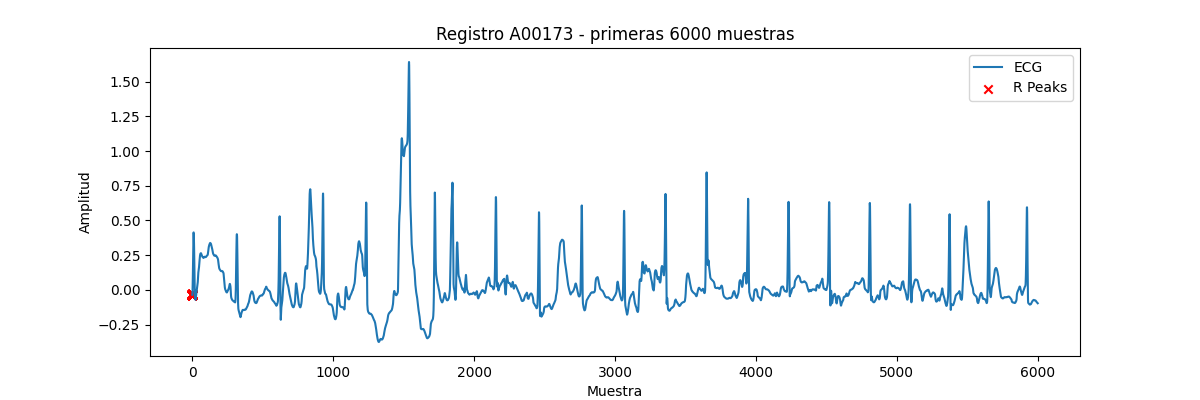 Registro A00173 - primeras 6000 muestras
ECG
R Peaks
Amplitud
1.50
1.25
1.00
0.75
0.50
0.25
0.00
−0.25
0 1000 2000 3000 4000 5000 6000
Muestra